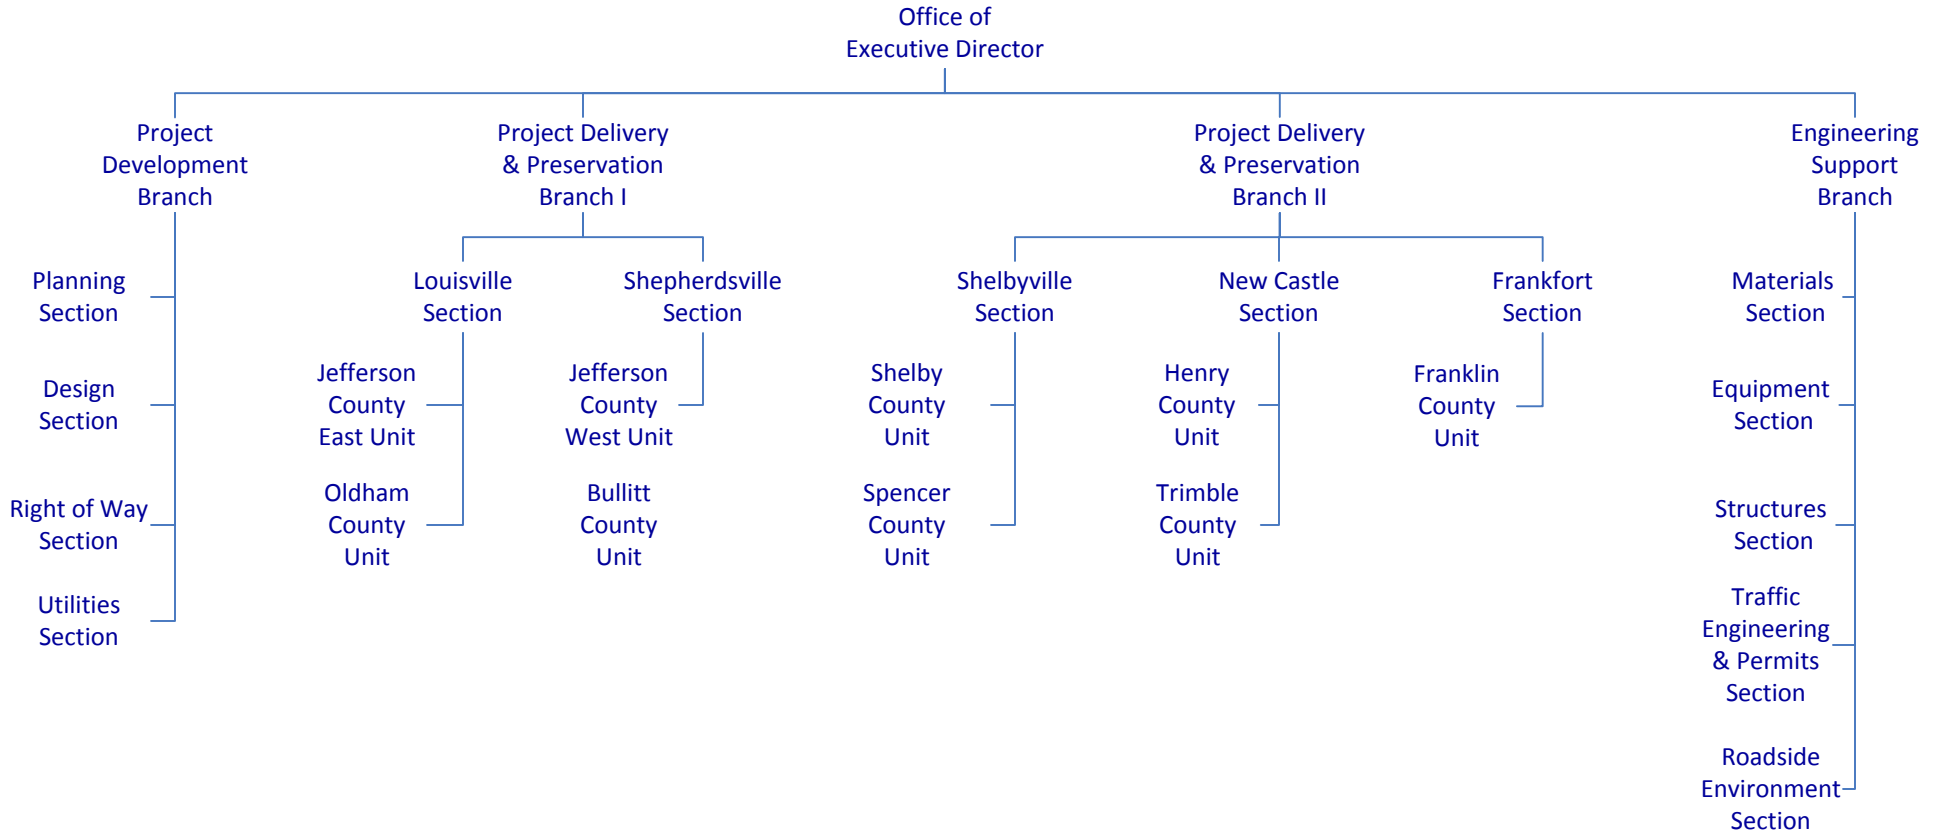 Office of
Executive Director
Project
Development
Branch
Project Delivery
& Preservation
Branch I
Project Delivery
& Preservation
Branch II
Engineering
Support
Branch
Planning
Section
Design
Section
Right of Way
Section
Utilities
Section
Louisville
Section
Jefferson
County
East Unit
Oldham
County
Unit
Shepherdsville
Section
Jefferson
County
West Unit
Bullitt
County
Unit
Shelbyville
Section
Shelby
County
Unit
Spencer
County
Unit
New Castle
Section
Henry
County
Unit
Trimble
County
Unit
Frankfort
Section
Franklin
County
Unit
Materials
Section
Equipment
Section
Structures
Section
Traffic
Engineering
& Permits
Section
Roadside
Environment
Section